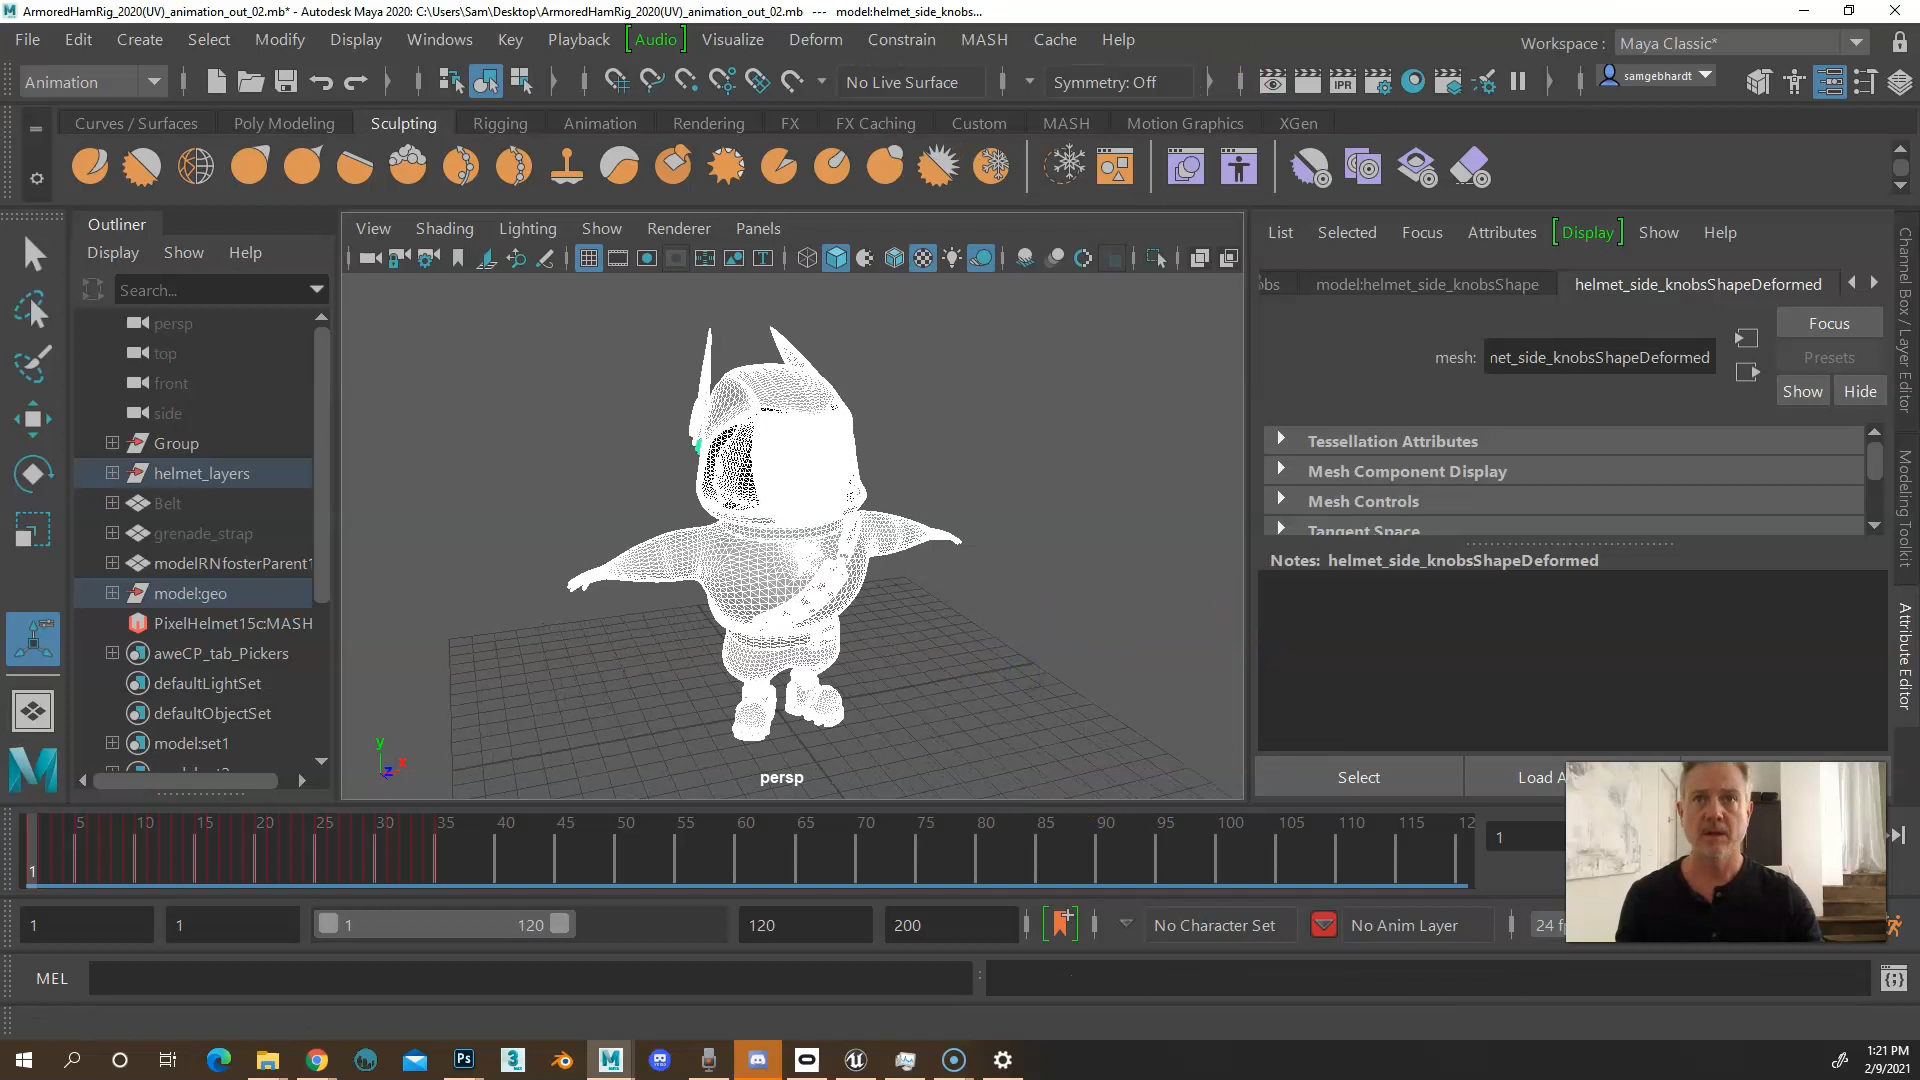 ArmoredHamRig_2020(UV)_animation_out_02.mb* - Autodesk Maya 2020: C:\Users\Sam\Desktop\ArmoredHamRig_2020(UV)_animation_out_02.mb --- model:helmet_side_knobs...
File Edit Create Select Modify Display Windows Key Playback Audio Visualize Deform Constrain MASH Cache Help
Workspace : Maya Classic*
Animation No Live Surface Symmetry: Off IPR samgebhardt
Curves / Surfaces Poly Modeling Sculpting Rigging Animation Rendering FX FX Caching Custom MASH Motion Graphics XGen
Outliner
Display Show Help
Search...
persp
top
front
side
Group
helmet_layers
Belt
grenade_strap
modelRNfosterParent1
model:geo
PixelHelmet15c:MASH
aweCP_tab_Pickers
defaultLightSet
defaultObjectSet
model:set1
View Shading Lighting Show Renderer Panels
y
x
z
persp
List Selected Focus Attributes Display Show Help
obs model:helmet_side_knobsShape helmet_side_knobsShapeDeformed
Focus
mesh: net_side_knobsShapeDeformed
Presets
Show Hide
Tessellation Attributes
Mesh Component Display
Mesh Controls
Tangent Space
Notes: helmet_side_knobsShapeDeformed
Select Load A
Channel Box / Layer Editor
Modeling Toolkit
Attribute Editor
5 10 15 20 25 30 35 40 45 50 55 60 65 70 75 80 85 90 95 100 105 110 115 12
1
1
1 1 1 120 120 200 No Character Set No Anim Layer 24 f
MEL
Ps 3
1:21 PM
2/9/2021